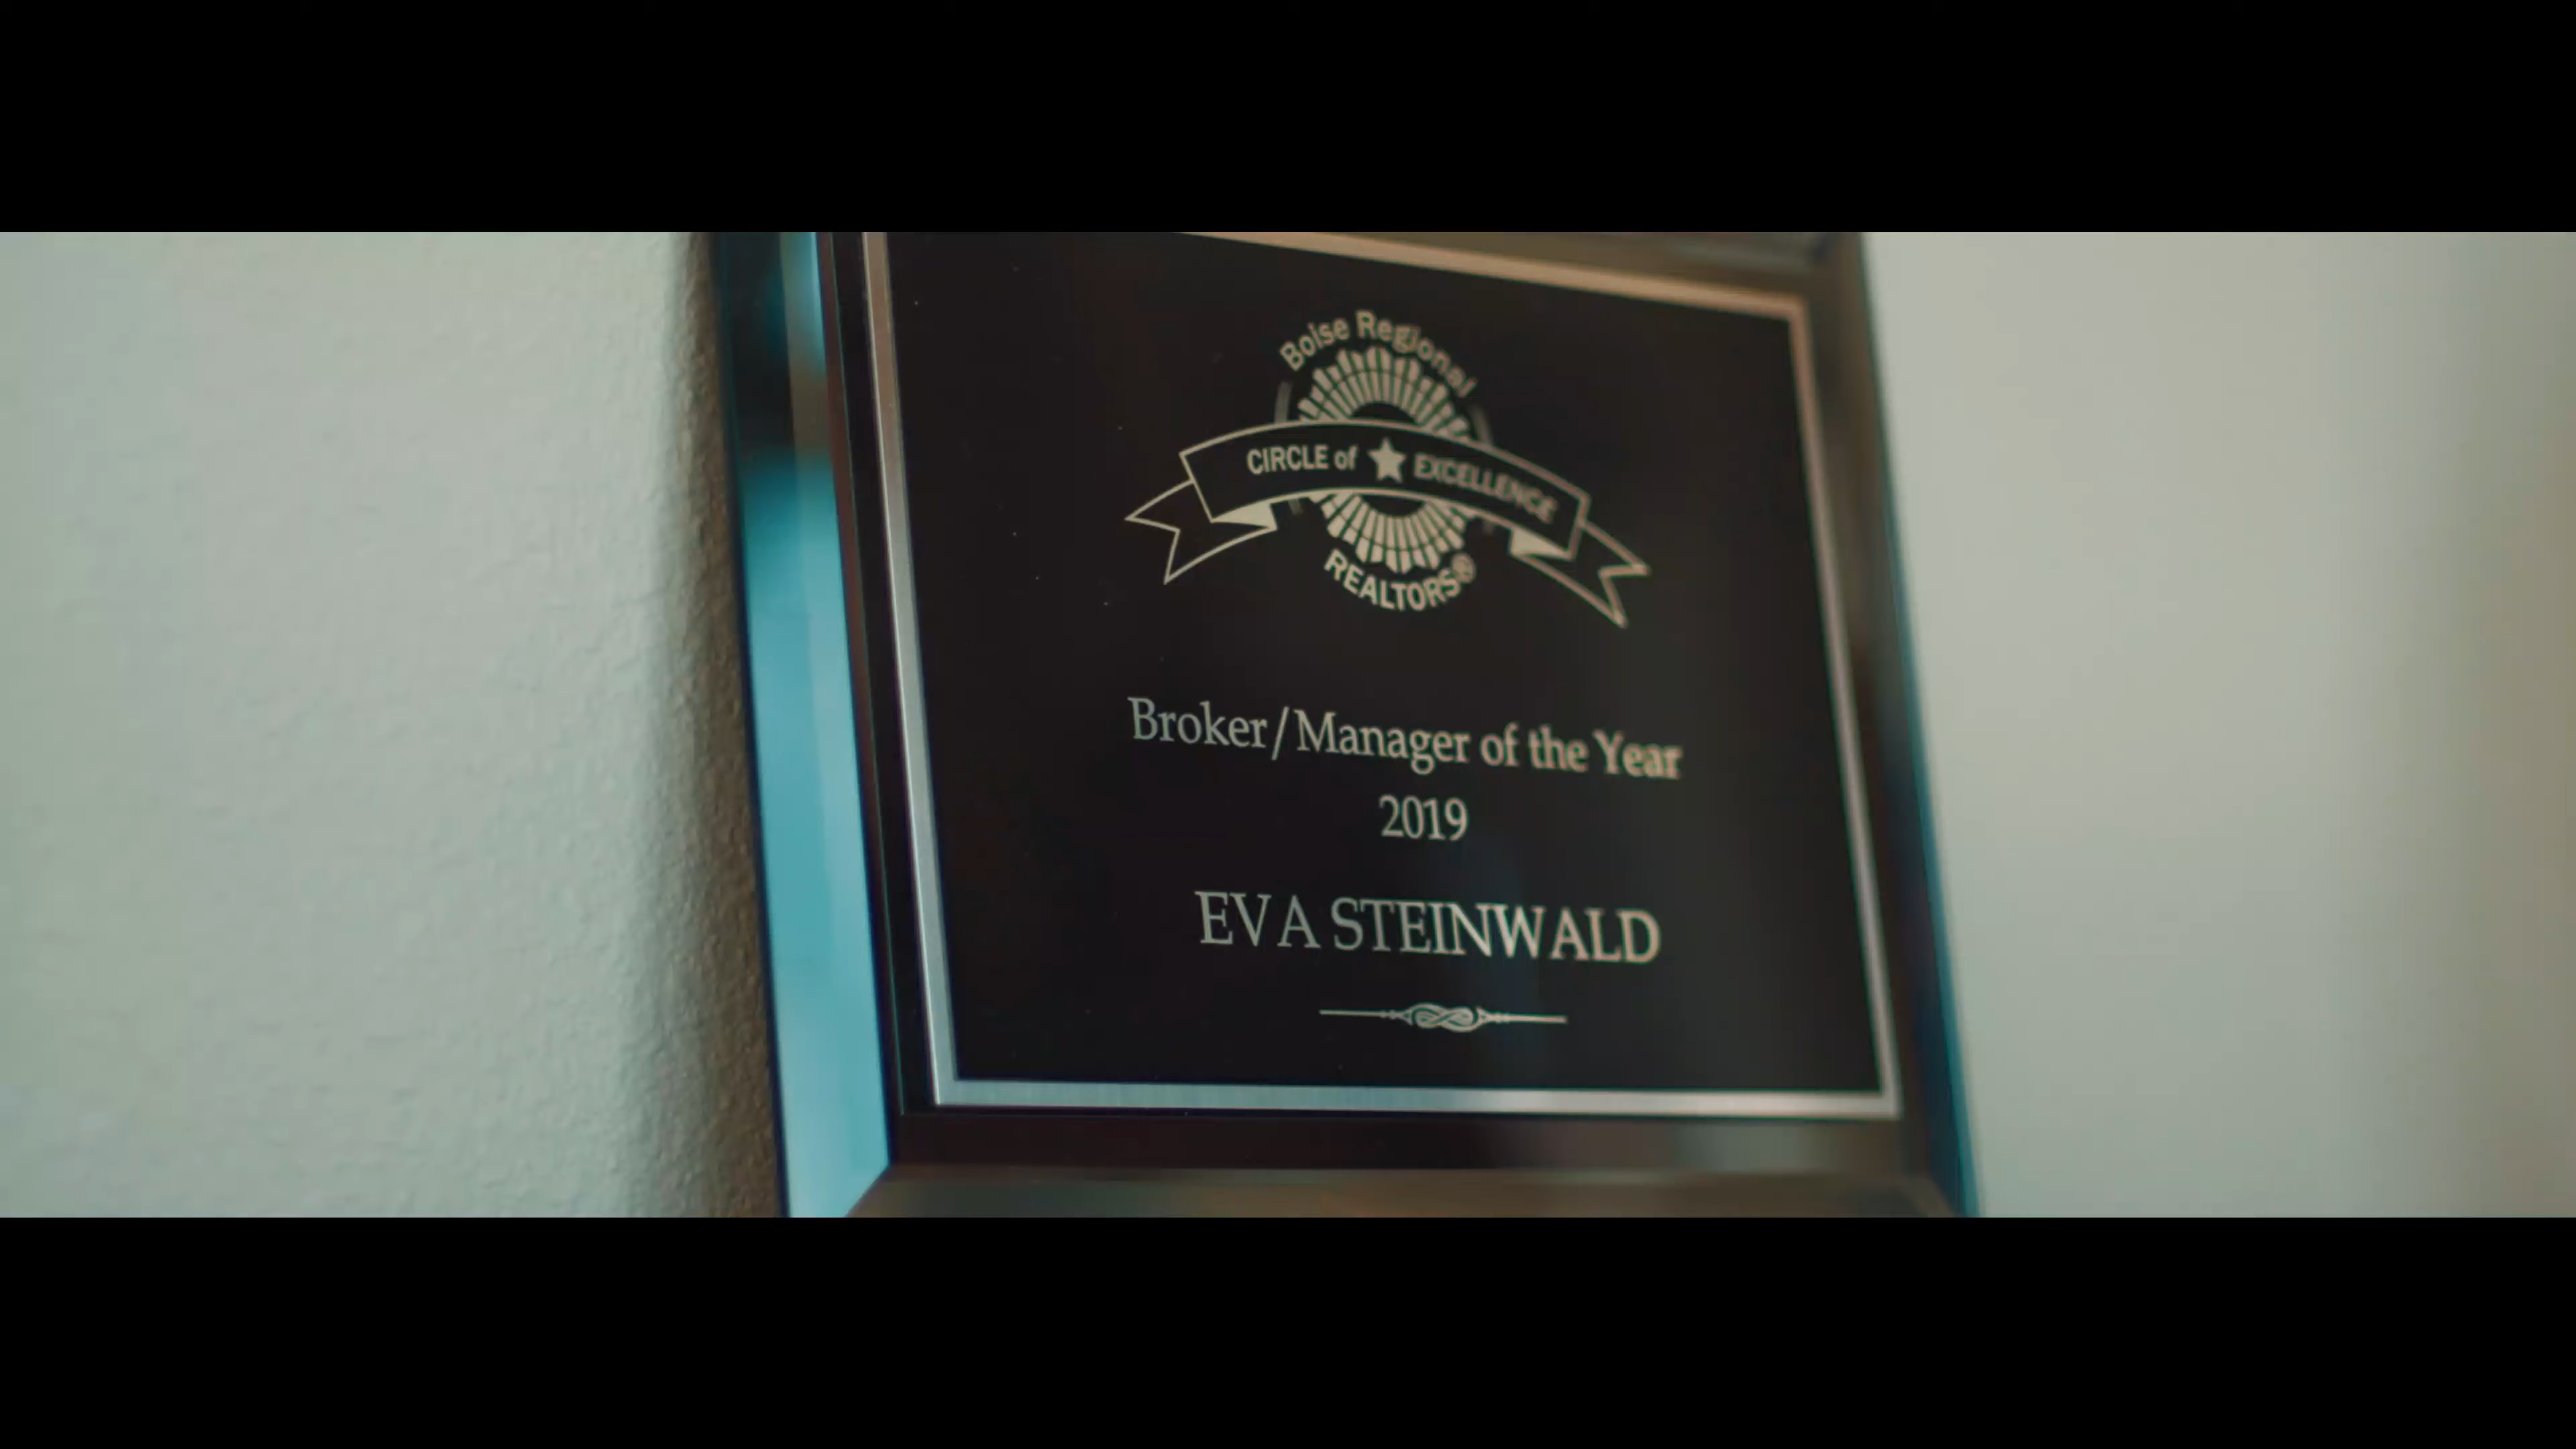 Boise Regional
CIRCLE of ★ EXCELLENCE
REALTORS®
Broker/Manager of the Year
2019
EVA STEINWALD